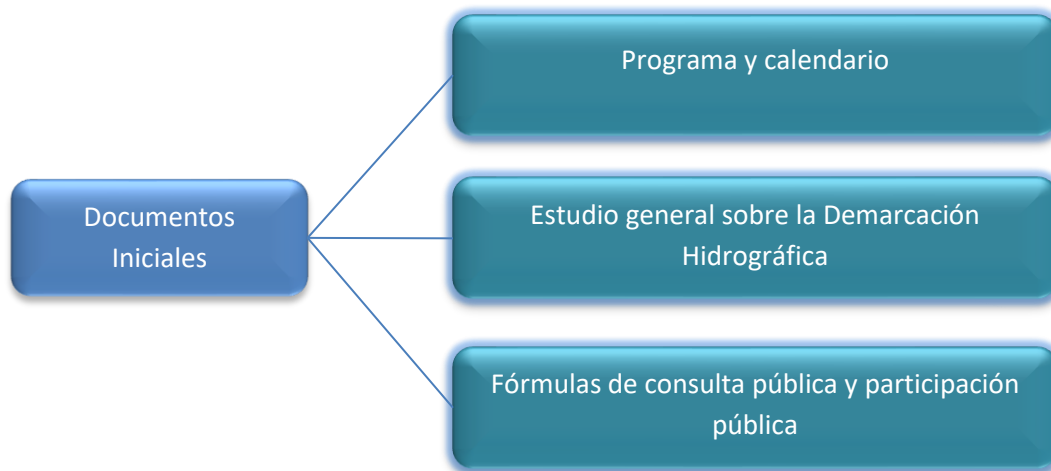 Programa y calendario
Documentos
Iniciales
Estudio general sobre la Demarcación
Hidrográfica
Fórmulas de consulta pública y participación
pública